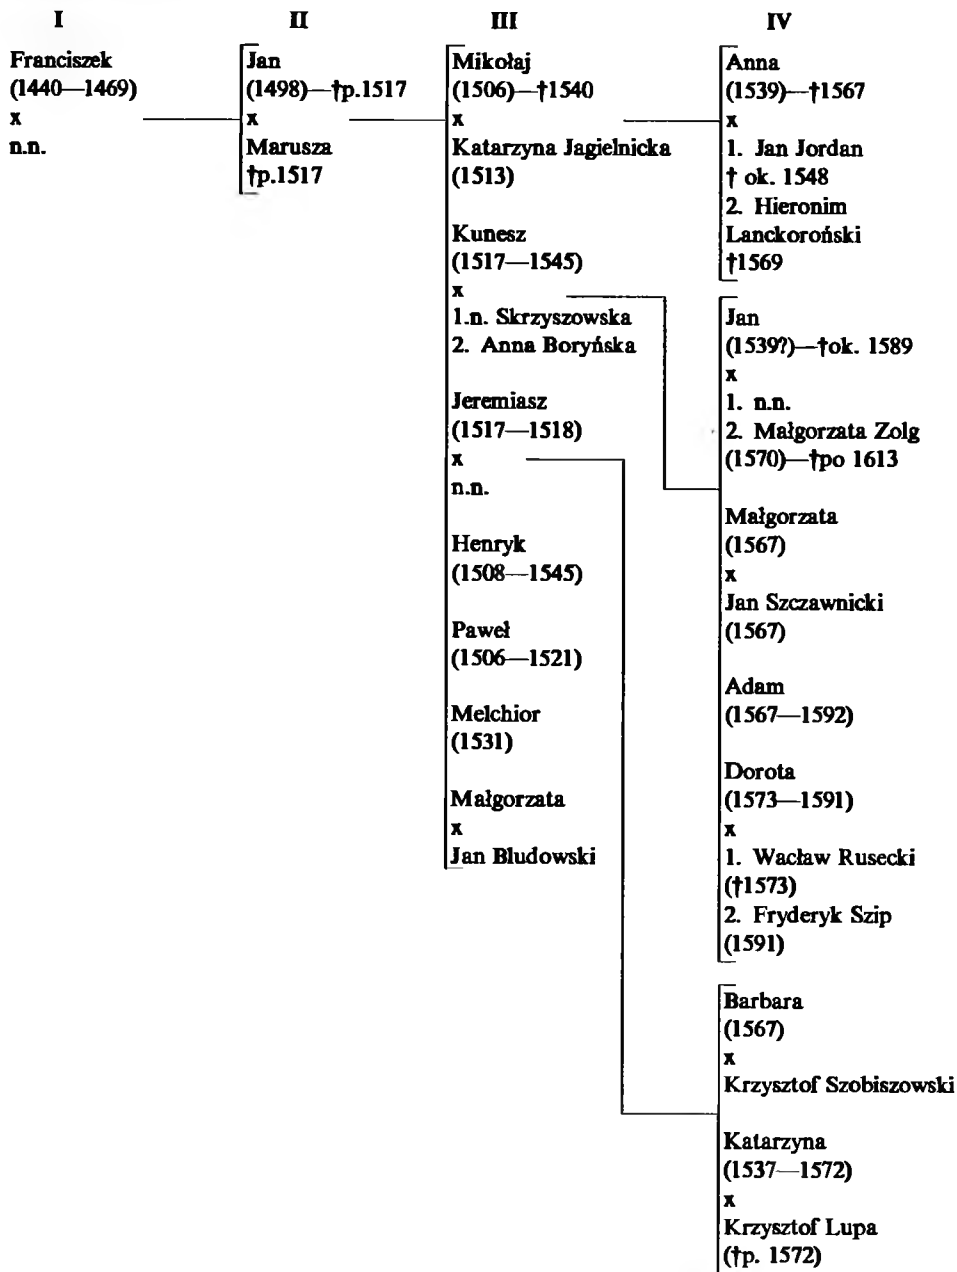 I
II
III
IV
Franciszek
(1440—1469)
x
n.n.
Jan
(1498)—†p.1517
x
Marusza
†p.1517
Mikołaj
(1506)—†1540
x
Katarzyna Jagielnicka
(1513)
Kunesz
(1517—1545)
x
1.n. Skrzyszowska
2. Anna Boryńska
Jeremiasz
(1517—1518)
x
n.n.
Henryk
(1508—1545)
Paweł
(1506—1521)
Melchior
(1531)
Małgorzata
x
Jan Bludowski
Anna
(1539)—†1567
x
1. Jan Jordan
† ok. 1548
2. Hieronim
Lanckoroński
†1569
Jan
(1539?)—†ok. 1589
x
1. n.n.
2. Małgorzata Zolg
(1570)—†po 1613
Małgorzata
(1567)
x
Jan Szczawnicki
(1567)
Adam
(1567—1592)
Dorota
(1573—1591)
x
1. Wacław Rusecki
(†1573)
2. Fryderyk Szip
(1591)
Barbara
(1567)
x
Krzysztof Szobiszowski
Katarzyna
(1537—1572)
x
Krzysztof Lupa
(†p. 1572)